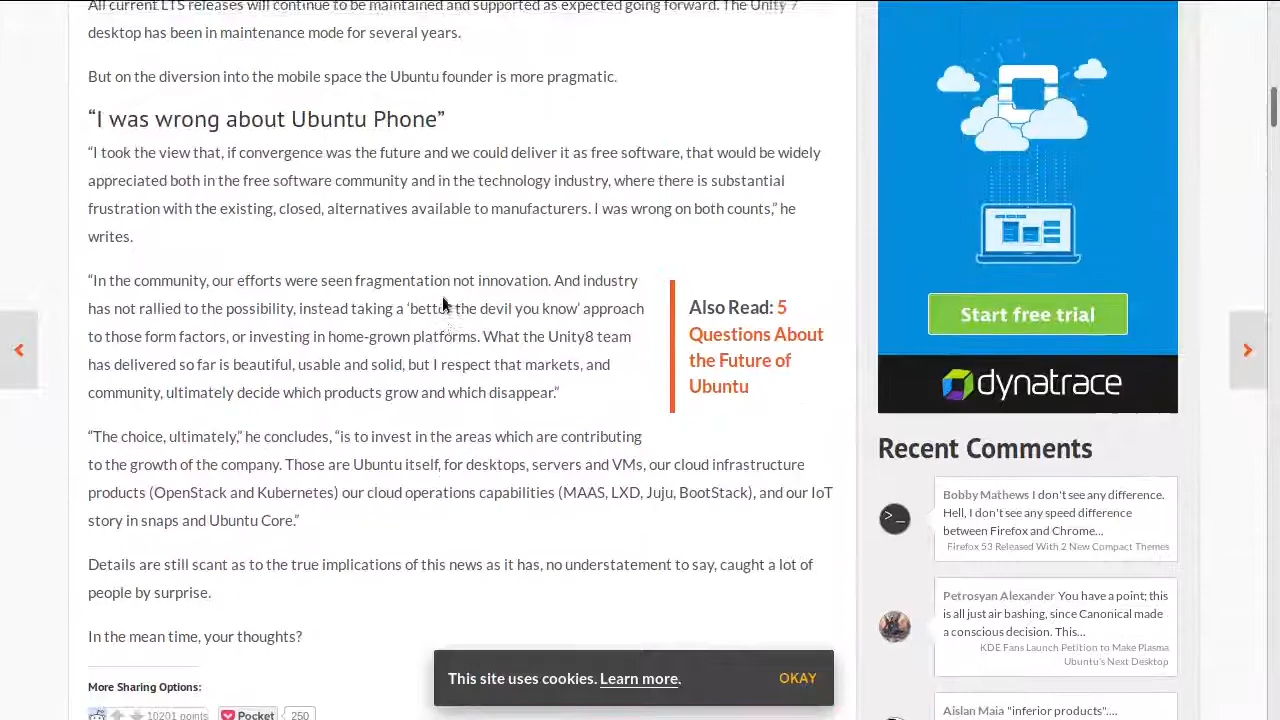 All current LTS releases will continue to be maintained and supported as expected going forward. The Unity 7
desktop has been in maintenance mode for several years.
But on the diversion into the mobile space the Ubuntu founder is more pragmatic.
“I was wrong about Ubuntu Phone”
“I took the view that, if convergence was the future and we could deliver it as free software, that would be widely
appreciated both in the free software community and in the technology industry, where there is substantial
frustration with the existing, closed, alternatives available to manufacturers. I was wrong on both counts,” he
writes.
“In the community, our efforts were seen fragmentation not innovation. And industry
has not rallied to the possibility, instead taking a ‘better the devil you know’ approach
to those form factors, or investing in home-grown platforms. What the Unity8 team
has delivered so far is beautiful, usable and solid, but I respect that markets, and
community, ultimately decide which products grow and which disappear.”
Also Read: 5
Questions About
the Future of
Ubuntu
“The choice, ultimately,” he concludes, “is to invest in the areas which are contributing
to the growth of the company. Those are Ubuntu itself, for desktops, servers and VMs, our cloud infrastructure
products (OpenStack and Kubernetes) our cloud operations capabilities (MAAS, LXD, Juju, BootStack), and our IoT
story in snaps and Ubuntu Core.”
Details are still scant as to the true implications of this news as it has, no understatement to say, caught a lot of
people by surprise.
In the mean time, your thoughts?
More Sharing Options:
10201 points
Pocket
250
This site uses cookies. Learn more.
OKAY
Start free trial
dynatrace
Recent Comments
Bobby Mathews I don't see any difference.
Hell, I don't see any speed difference
between Firefox and Chrome...
Firefox 53 Released With 2 New Compact Themes
Petrosyan Alexander You have a point; this
is all just air bashing, since Canonical made
a conscious decision. This...
KDE Fans Launch Petition to Make Plasma
Ubuntu's Next Desktop
Aislan Maia "inferior products"....